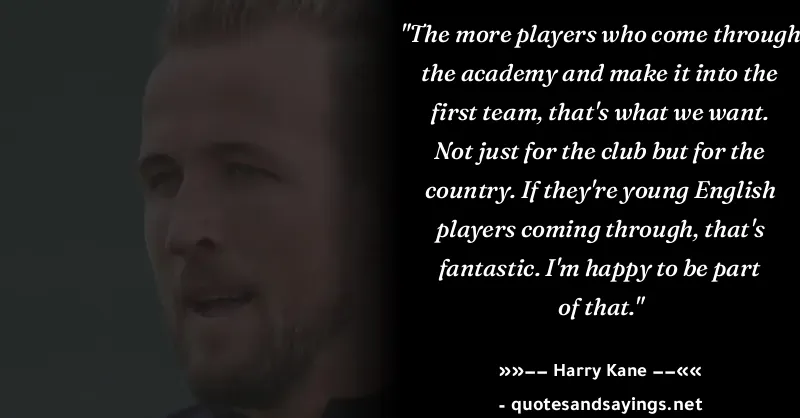 "The more players who come through
the academy and make it into the
first team, that's what we want.
Not just for the club but for the
country. If they're young English
players coming through, that's
fantastic. I'm happy to be part
of that."
»»–– Harry Kane ––««
- quotesandsayings.net